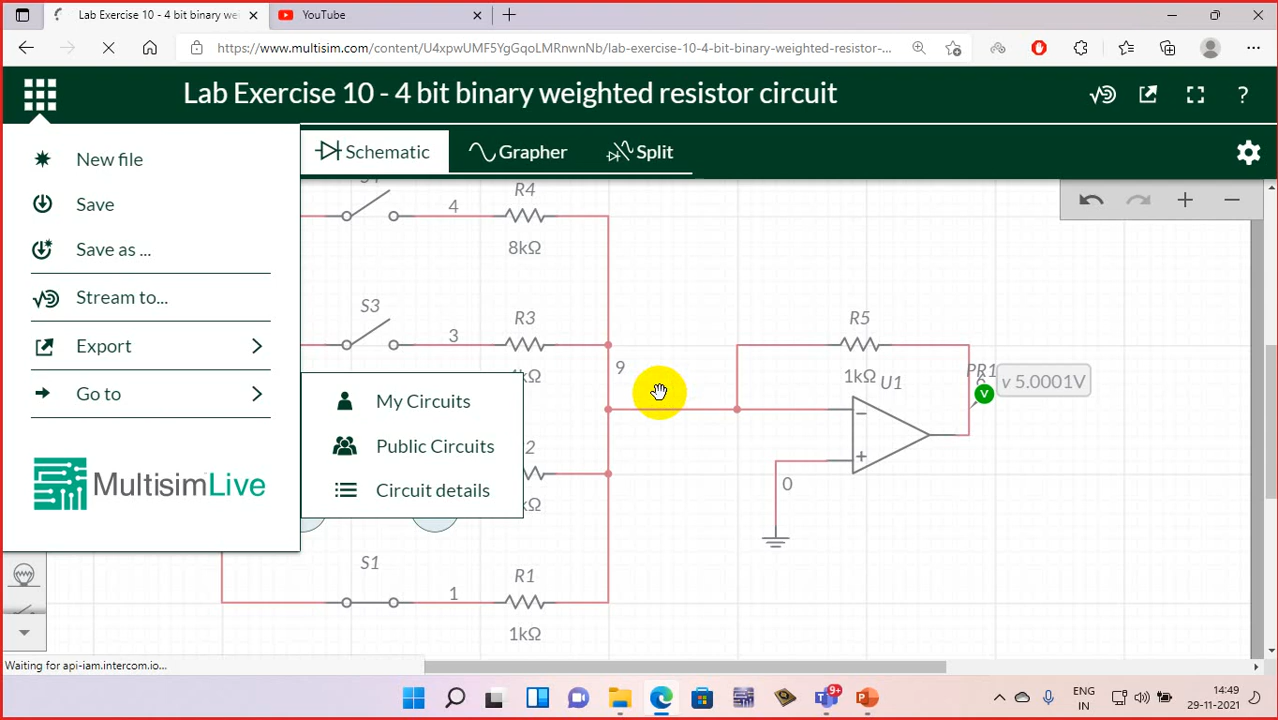 Lab Exercise 10 - 4 bit binary we
YouTube
https://www.multisim.com/content/U4xpwUMF5YgGqoLMRnwnNb/lab-exercise-10-4-bit-binary-weighted-resistor-...
Lab Exercise 10 - 4 bit binary weighted resistor circuit
?
New file
Save
Save as ...
Stream to...
Export
Go to
My Circuits
Public Circuits
Circuit details
MultisimLive
Schematic
Grapher
Split
4
R4
8kΩ
S3
3
R3
kΩ
9
R5
1kΩ
U1
PR1
V
v 5.0001V
2
kΩ
0
S1
1
R1
1kΩ
Waiting for api-iam.intercom.io...
9+
ENG
IN
14:49
29-11-2021